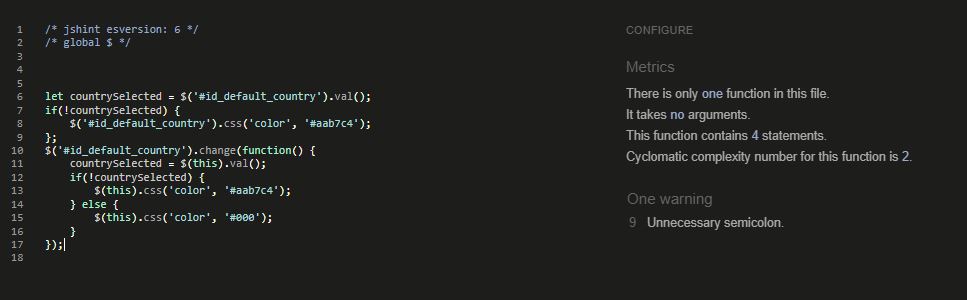 1 /* jshint esversion: 6 */
2 /* global $ */
3
4
5
6 let countrySelected = $('#id_default_country').val();
7 if(!countrySelected) {
8     $('#id_default_country').css('color', '#aab7c4');
9 };
10 $('#id_default_country').change(function() {
11     countrySelected = $(this).val();
12     if(!countrySelected) {
13         $(this).css('color', '#aab7c4');
14     } else {
15         $(this).css('color', '#000');
16     }
17 });
18
CONFIGURE
Metrics
There is only one function in this file.
It takes no arguments.
This function contains 4 statements.
Cyclomatic complexity number for this function is 2.
One warning
9 Unnecessary semicolon.